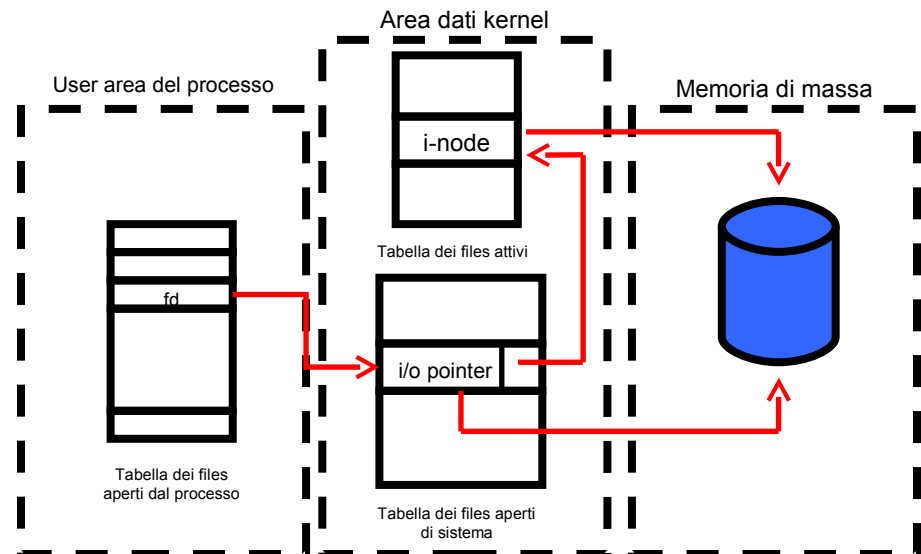 Area dati kernel
User area del processo
Memoria di massa
i-node
Tabella dei files attivi
fd
i/o pointer
Tabella dei files
aperti dal processo
Tabella dei files aperti
di sistema